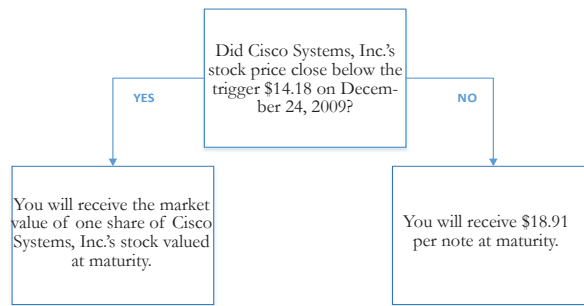 Did Cisco Systems, Inc.'s
stock price close below the
trigger $14.18 on Decem-
ber 24, 2009?
YES
NO
You will receive the market
value of one share of Cisco
Systems, Inc.'s stock valued
at maturity.
You will receive $18.91
per note at maturity.